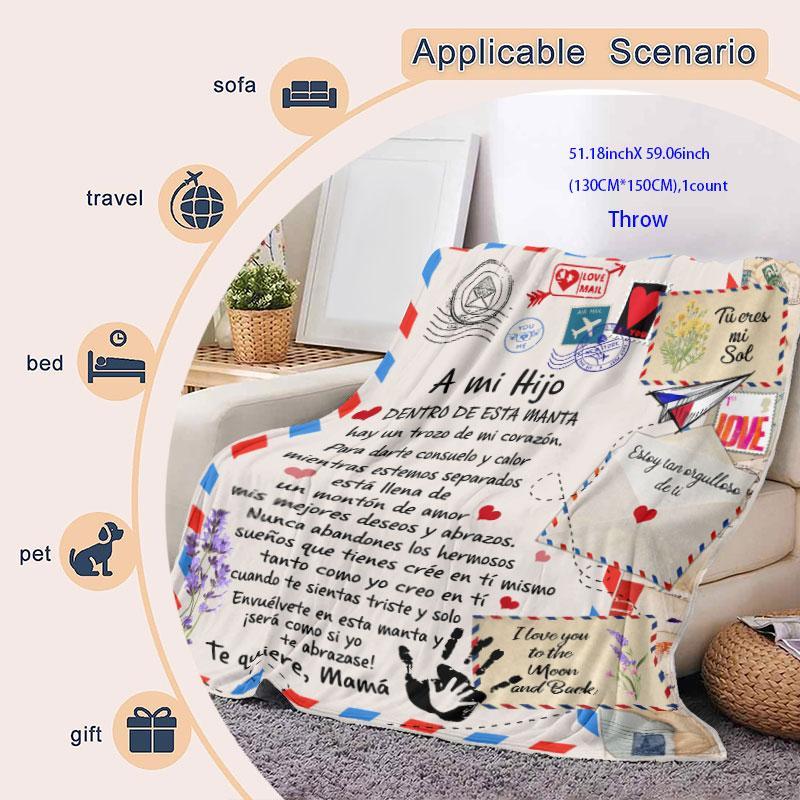 Applicable Scenario
sofa
travel
bed
pet
gift
51.18inchX 59.06inch
(130CM*150CM),1count
Throw
LOVE
MAIL
AIR MAIL
YOU
ME
YOU
Tú eres
mi
Sol
1st
LOVE
Estoy tan orgulloso
de ti
A mi Hijo
DENTRO DE ESTA MANTA
hay un trozo de mi corazón.
Para darte consuelo y calor
mientras estemos separados
está llena de
un montón de amor
mis mejores deseos y abrazos.
Nunca abandones los hermosos
sueños que tienes crée en tí mismo
tanto como yo creo en tí
cuando te sientas triste y solo
Envuélvete en esta manta y
¡será como si yo
te abrazase!
Te quiere, Mamá
I love you
to the
Moon
and Back